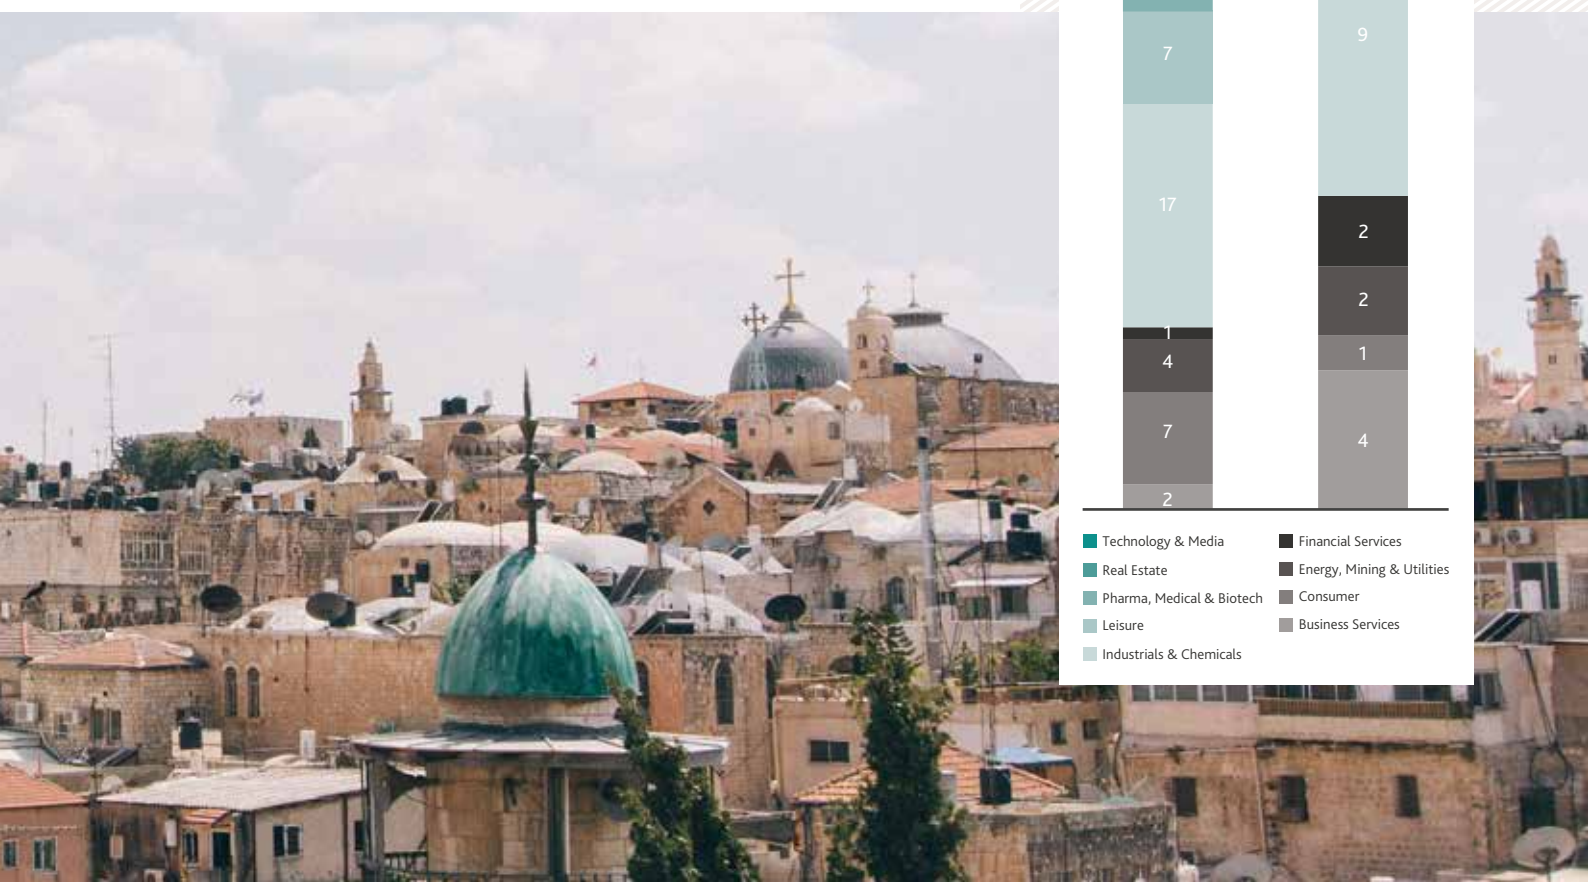 7
17
1
4
7
2
9
2
2
1
4
Technology & Media
Real Estate
Pharma, Medical & Biotech
Leisure
Industrials & Chemicals
Financial Services
Energy, Mining & Utilities
Consumer
Business Services